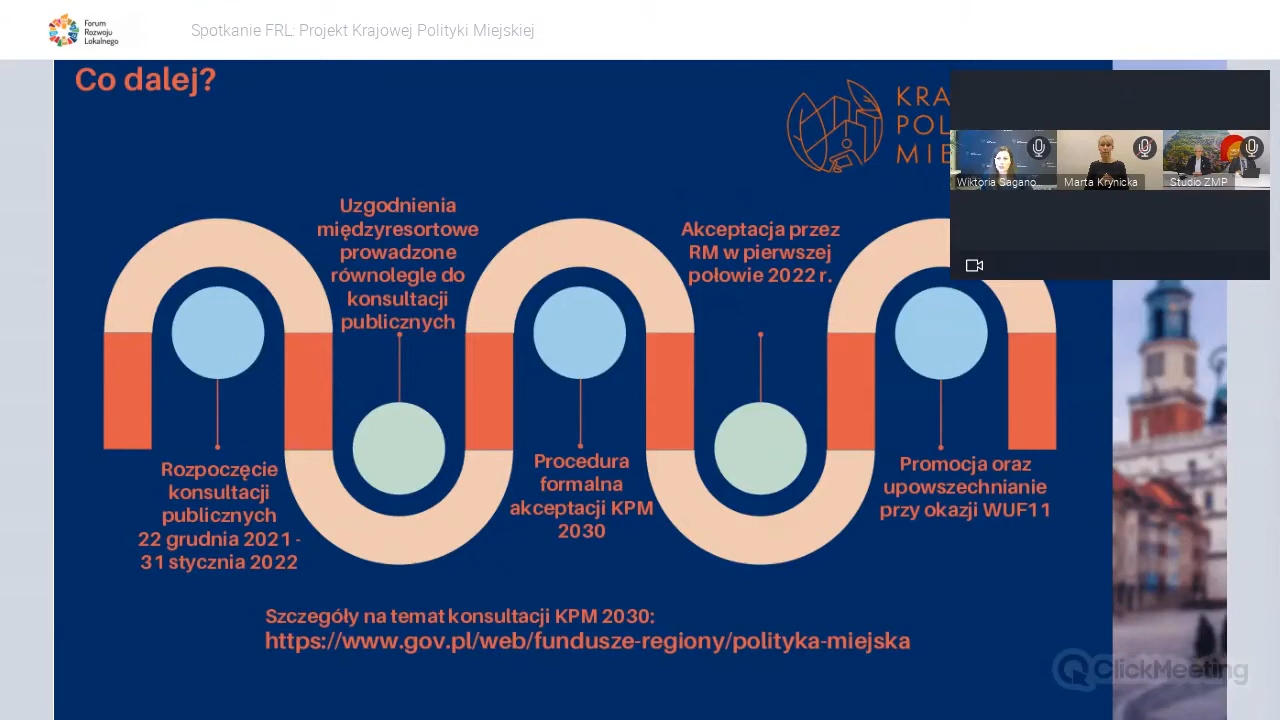 Forum
Rozwoju
Lokalnego
Spotkanie FRL: Projekt Krajowej Polityki Miejskiej
Co dalej?
KRA
POL
MIE
Wiktoria Sagano...
Marta Krynicka
Studio ZMP
Uzgodnienia
międzyresortowe
prowadzone
równolegle do
konsultacji
publicznych
Akceptacja przez
RM w pierwszej
połowie 2022 r.
Rozpoczęcie
konsultacji
publicznych
22 grudnia 2021 -
31 stycznia 2022
Procedura
formalna
akceptacji KPM
2030
Promocja oraz
upowszechnianie
przy okazji WUF11
Szczegóły na temat konsultacji KPM 2030:
https://www.gov.pl/web/fundusze-regiony/polityka-miejska
ClickMeeting